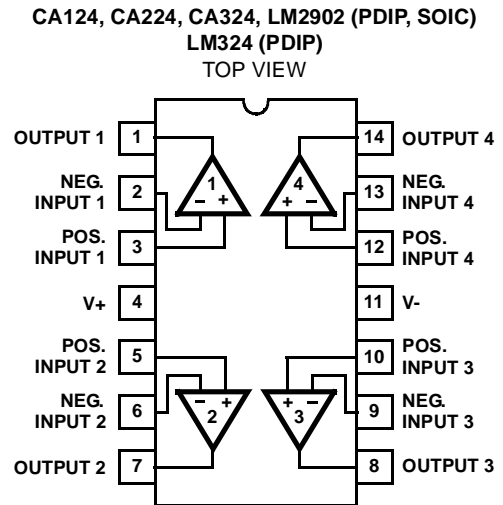 CA124, CA224, CA324, LM2902 (PDIP, SOIC)
LM324 (PDIP)
TOP VIEW
OUTPUT 1 1 14 OUTPUT 4
NEG. INPUT 1 2 1 - + 4 + - 13 NEG. INPUT 4
POS. INPUT 1 3 12 POS. INPUT 4
V+ 4 11 V-
POS. INPUT 2 5 10 POS. INPUT 3
NEG. INPUT 2 6 - + 2 + - 3 9 NEG. INPUT 3
OUTPUT 2 7 8 OUTPUT 3